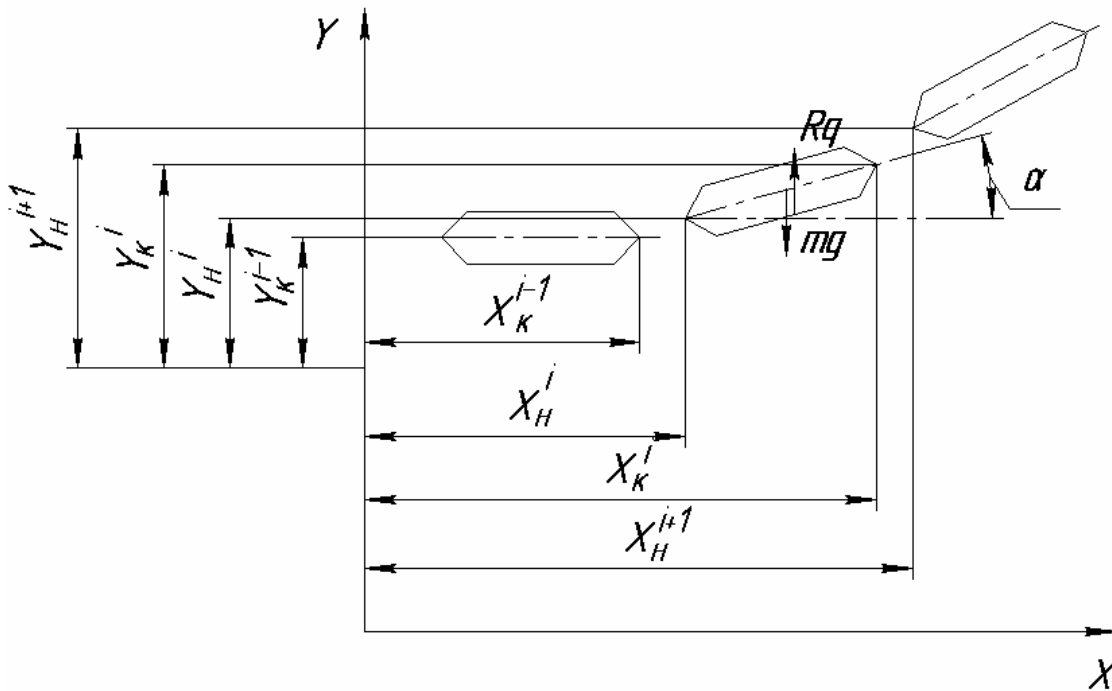 Y
Rq
α
mg
Y_H^{i+1}
Y_K^i
Y_H^i
Y_K^{i-1}
X_K^{i-1}
X_H^i
X_K^i
X_H^{i+1}
X